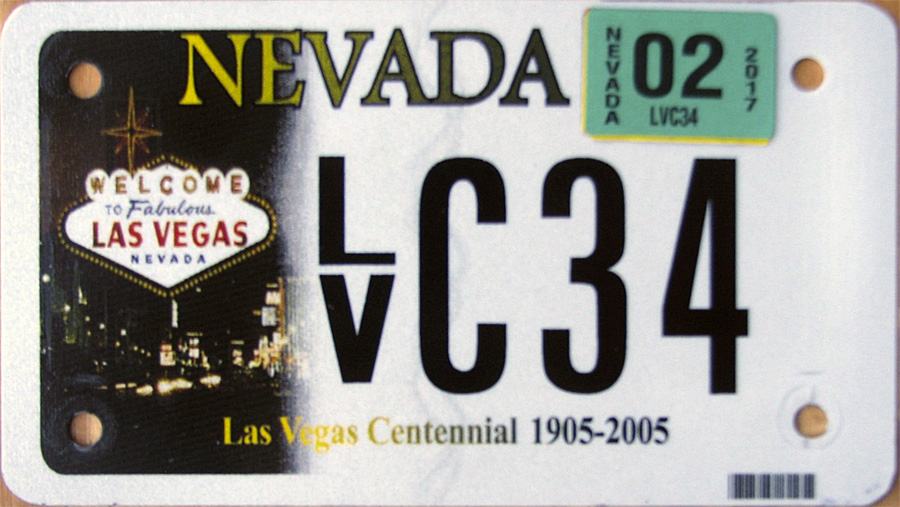 NEVADA
NEVADA 02 2017
LVC34
WELCOME
TO Fabulous
LAS VEGAS
NEVADA
LVC34
Las Vegas Centennial 1905-2005